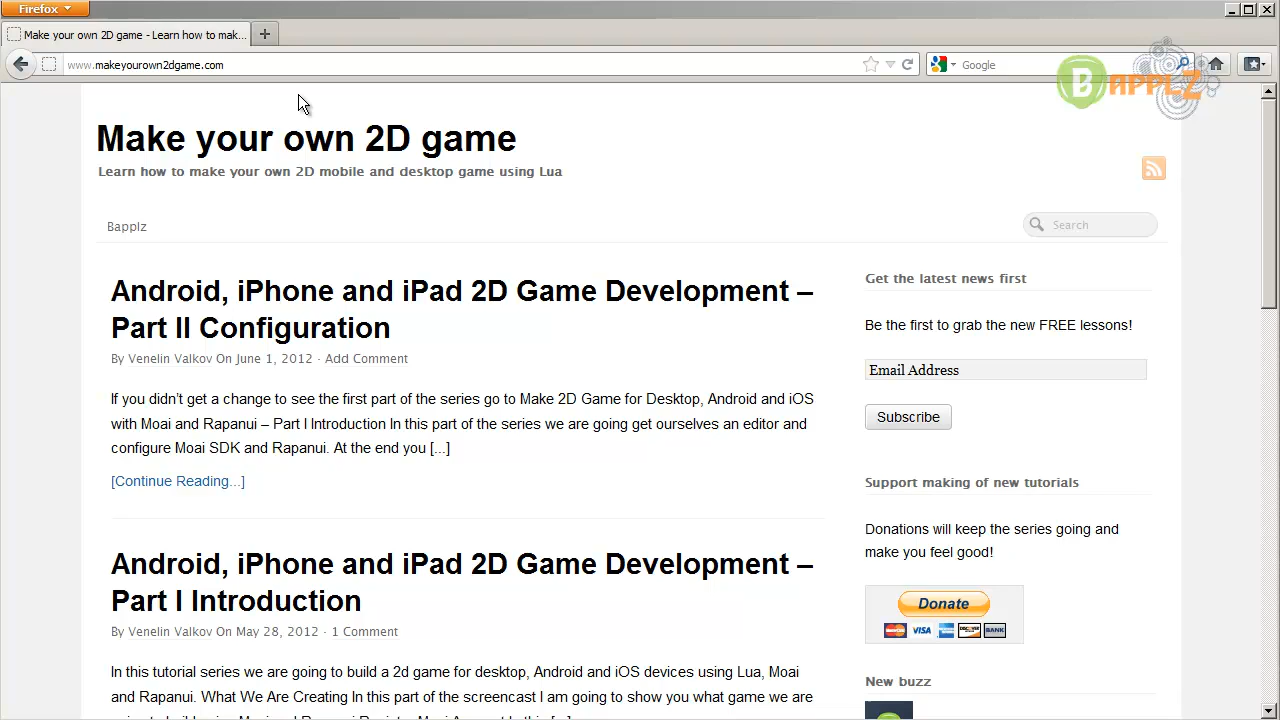 Firefox
Make your own 2D game - Learn how to mak...
www.makeyourown2dgame.com
Google
BAPPLZ
Make your own 2D game
Learn how to make your own 2D mobile and desktop game using Lua
Bapplz
Search
Android, iPhone and iPad 2D Game Development –
Part II Configuration
By Venelin Valkov On June 1, 2012 · Add Comment
If you didn't get a change to see the first part of the series go to Make 2D Game for Desktop, Android and iOS
with Moai and Rapanui – Part I Introduction In this part of the series we are going get ourselves an editor and
configure Moai SDK and Rapanui. At the end you [...]
[Continue Reading...]
Android, iPhone and iPad 2D Game Development –
Part I Introduction
By Venelin Valkov On May 29, 2012 · 1 Comment
In this tutorial series we are going to build a 2d game for desktop, Android and iOS devices using Lua, Moai
and Rapanui. What We Are Creating In this part of the screencast I am going to show you what game we are
Get the latest news first
Be the first to grab the new FREE lessons!
Email Address
Subscribe
Support making of new tutorials
Donations will keep the series going and
make you feel good!
Donate
VISA
BANK
New buzz